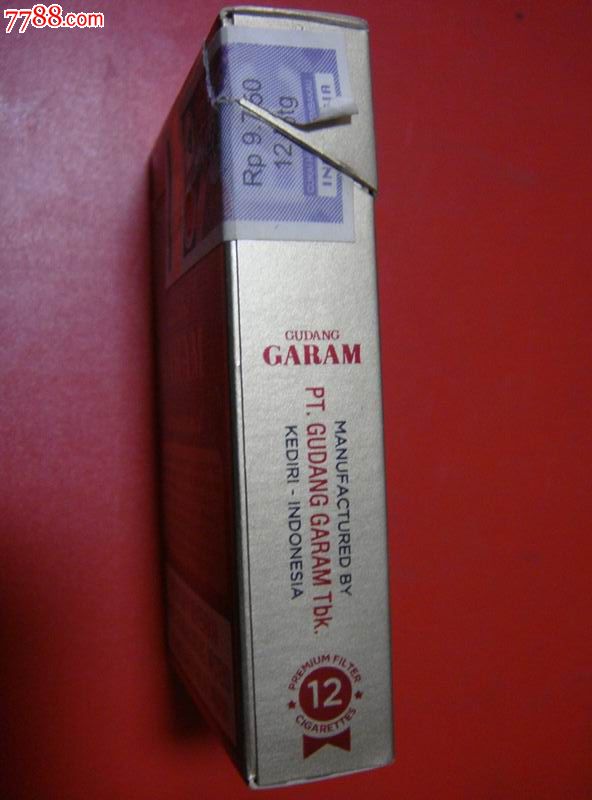 7788.com
Rp 9.750
12
GUDANG
GARAM
MANUFACTURED BY
PT. GUDANG GARAM Tbk.
KEDIRI - INDONESIA
PREMIUM FILTER
12
CIGARETTES